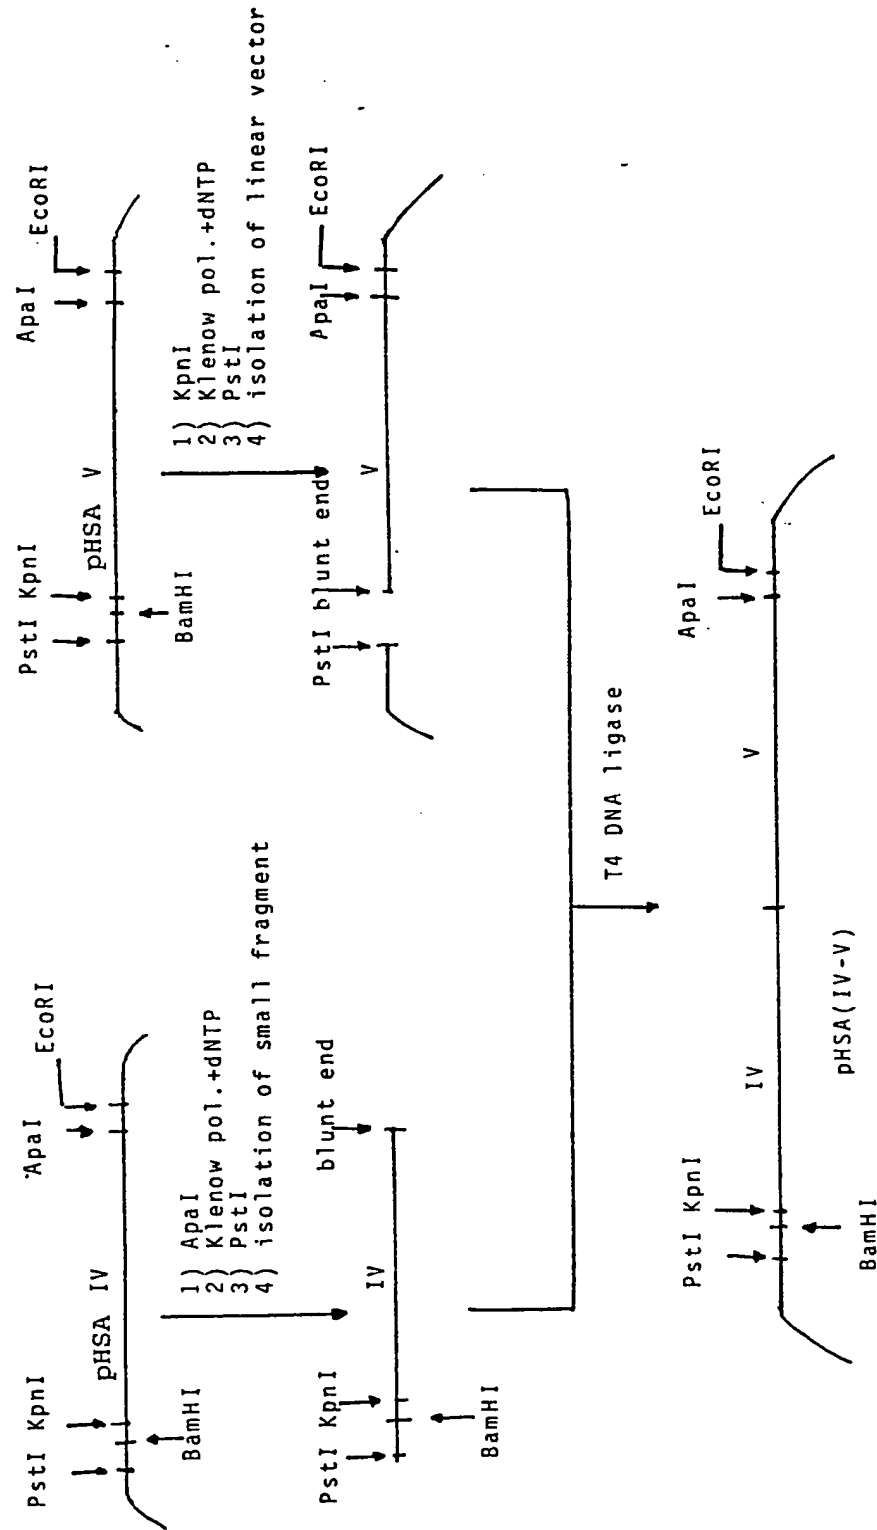 PstI KpnI
pHSA IV
ApaI
EcoRI
BamHI
1) ApaI
2) Klenow pol.+dNTP
3) PstI
4) isolation of small fragment
PstI KpnI
IV
blunt end
BamHI
PstI KpnI
pHSA V
ApaI
EcoRI
BamHI
1) KpnI
2) Klenow pol.+dNTP
3) PstI
4) isolation of linear vector
PstI blunt end
V
ApaI
EcoRI
T4 DNA ligase
PstI KpnI
IV
V
ApaI
EcoRI
BamHI
pHSA(IV-V)